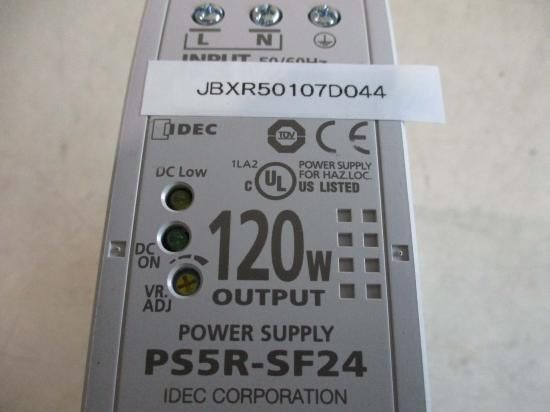 L N
INPUT 50/60Hz
JBXR50107D044
IDEC
TÜV CE
1LA2
POWER SUPPLY
FOR HAZ.LOC.
C UL US LISTED
DC Low
DC
ON
120W
OUTPUT
VR.
ADJ
POWER SUPPLY
PS5R-SF24
IDEC CORPORATION